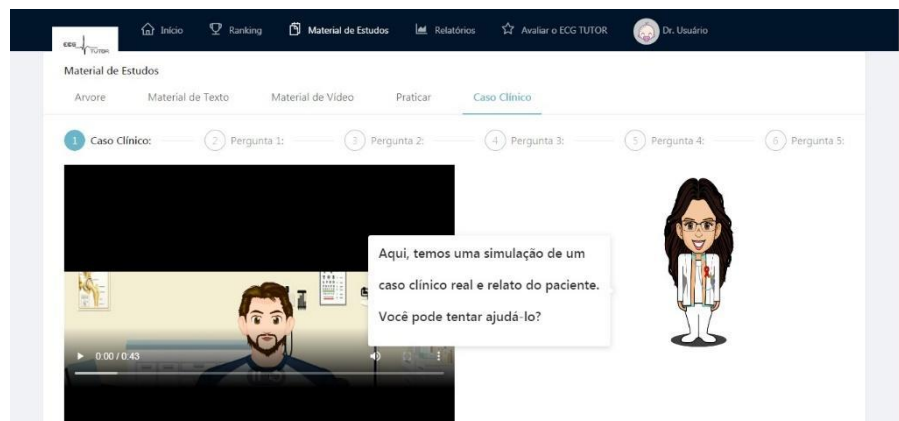 ECG TUTOR
Início Ranking Material de Estudos Relatórios Avaliar o ECG TUTOR Dr. Usuário
Material de Estudos
Arvore Material de Texto Material de Vídeo Praticar Caso Clínico
1 Caso Clínico: 2 Pergunta 1: 3 Pergunta 2: 4 Pergunta 3: 5 Pergunta 4: 6 Pergunta 5:
Aqui, temos uma simulação de um
caso clínico real e relato do paciente.
Você pode tentar ajudá-lo?
0:00 / 0:43